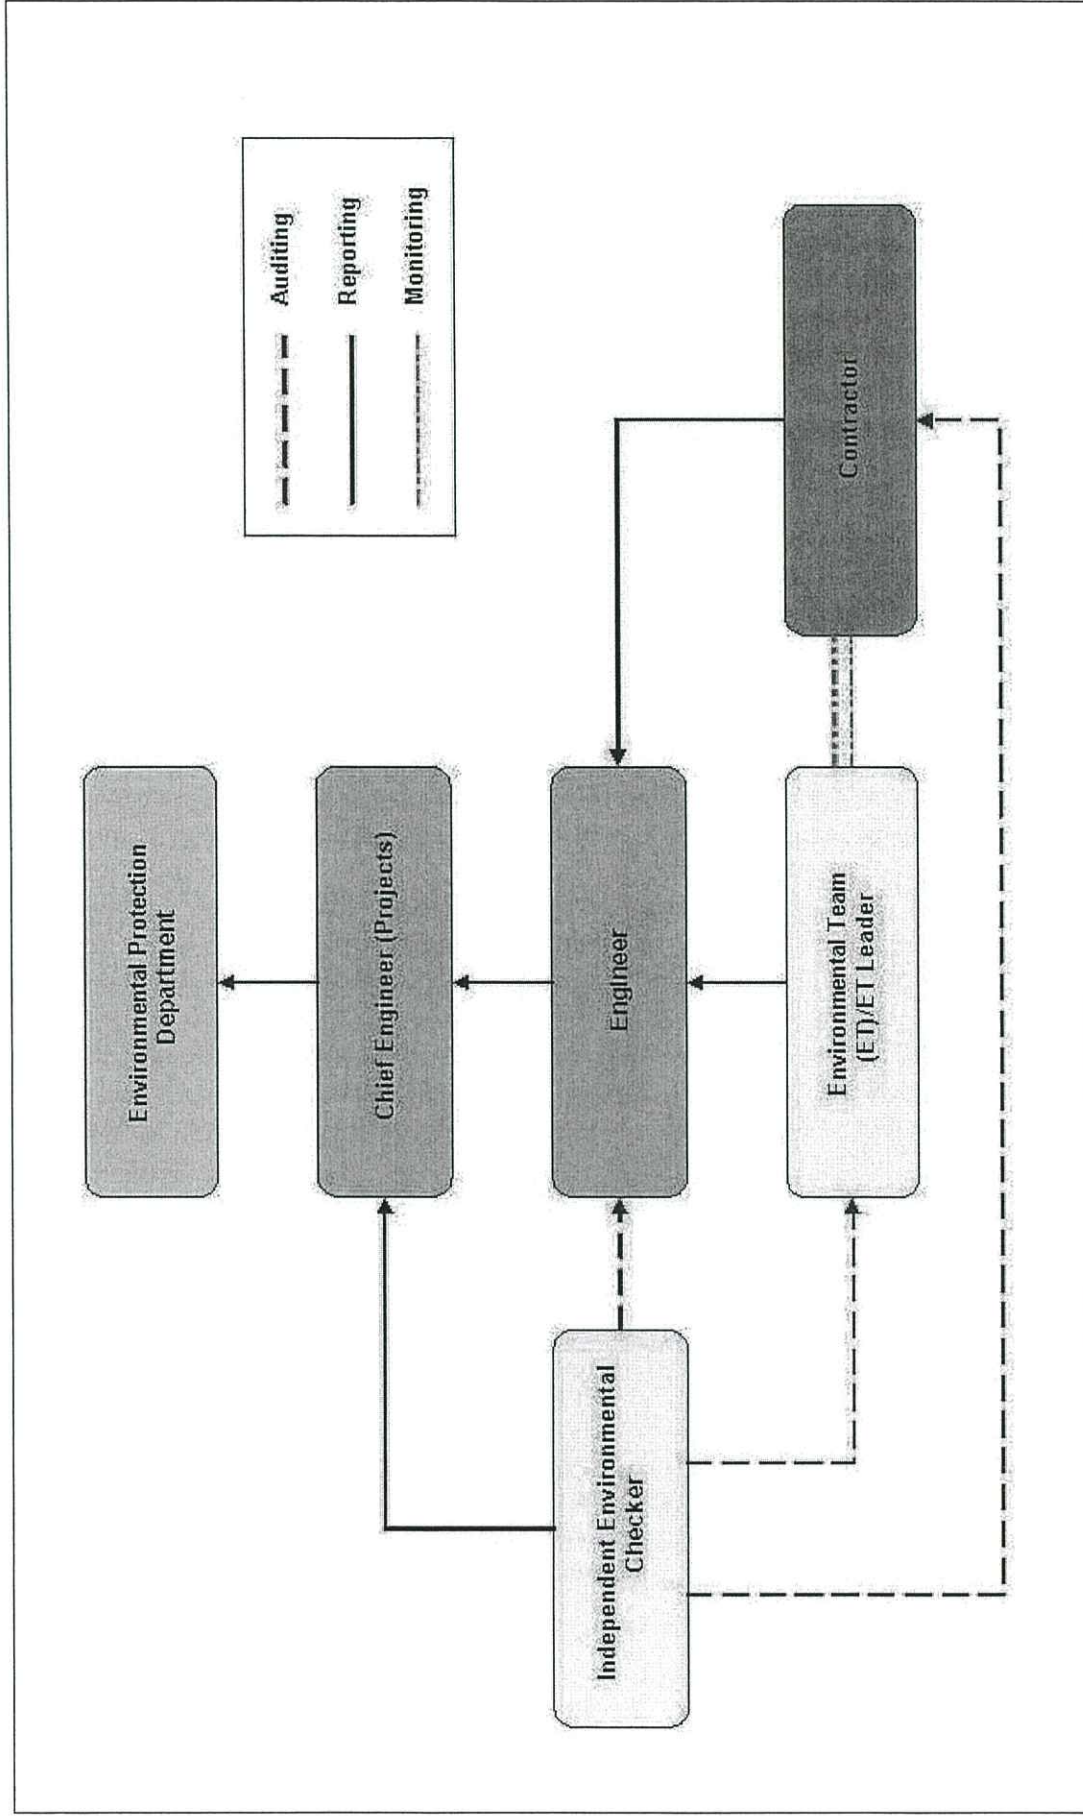 Environmental Protection
Department
Chief Engineer (Projects)
Engineer
Environmental Team
(ET)/ET Leader
Independent Environmental
Checker
Contractor
Auditing
Reporting
Monitoring